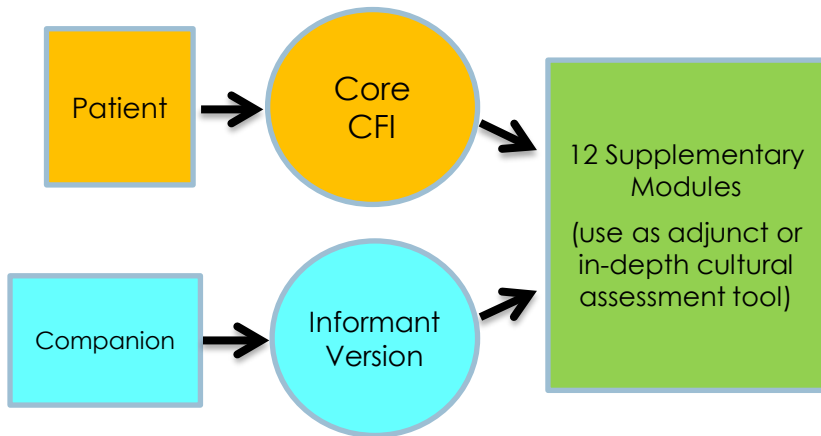 Patient
Core
CFI
12 Supplementary
Modules
(use as adjunct or
in-depth cultural
assessment tool)
Companion
Informant
Version